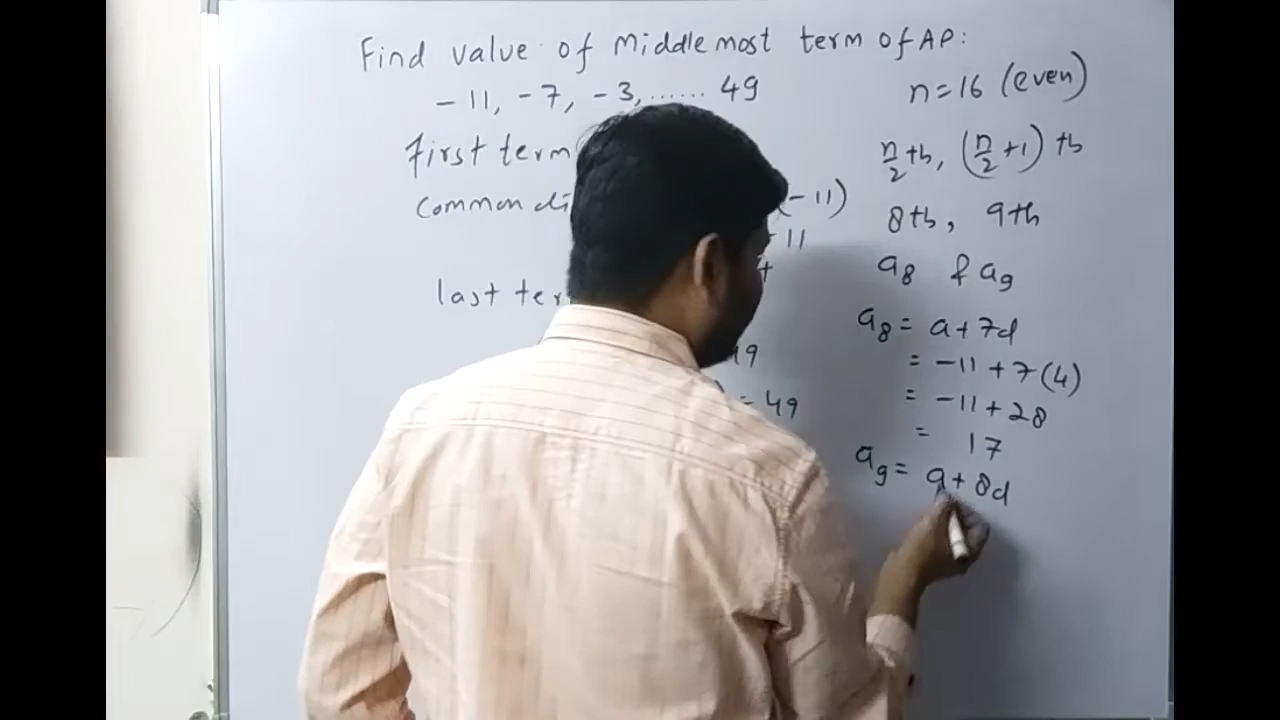 Find value of Middle most term of AP:
-11, -7, -3, ...... 49
First term
Common
(-11)
11
last
49
= 49
n=16 (even)
n/2 th, (n/2 +1) th
8th, 9th
a8 & a9
a8 = a+7d
= -11 + 7(4)
= -11 + 28
= 17
a9 = a+8d